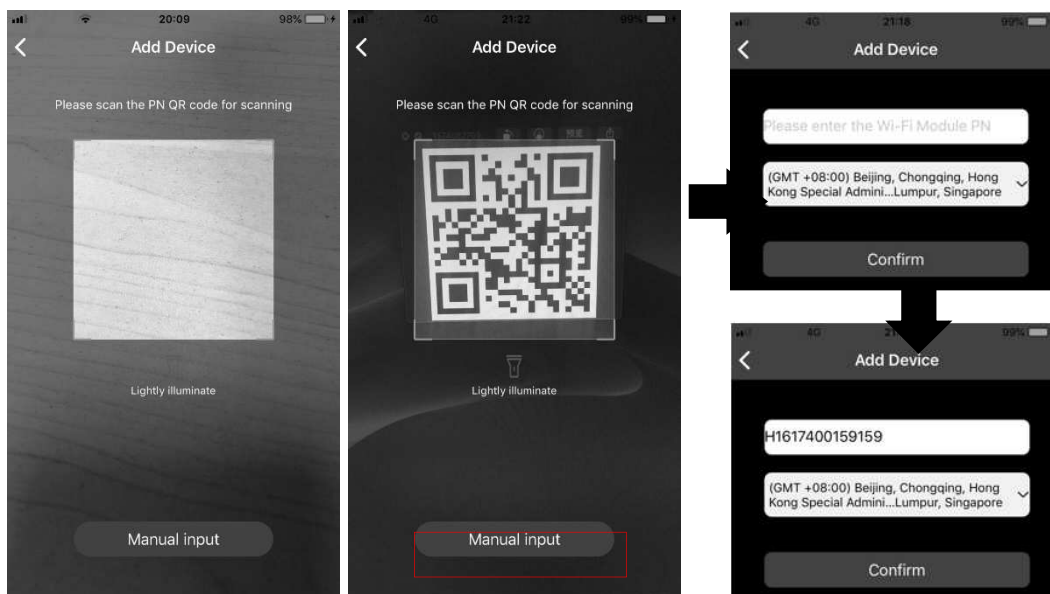 20:09
98%
Add Device
Please scan the PN QR code for scanning
Lightly illuminate
Manual input
4G
21:22
99%
Add Device
Please scan the PN QR code for scanning
Lightly illuminate
Manual input
4G
21:18
99%
Add Device
Please enter the Wi-Fi Module PN
(GMT +08:00) Beijing, Chongqing, Hong
Kong Special Admini...Lumpur, Singapore
Confirm
4G
99%
Add Device
H1617400159159
(GMT +08:00) Beijing, Chongqing, Hong
Kong Special Admini...Lumpur, Singapore
Confirm